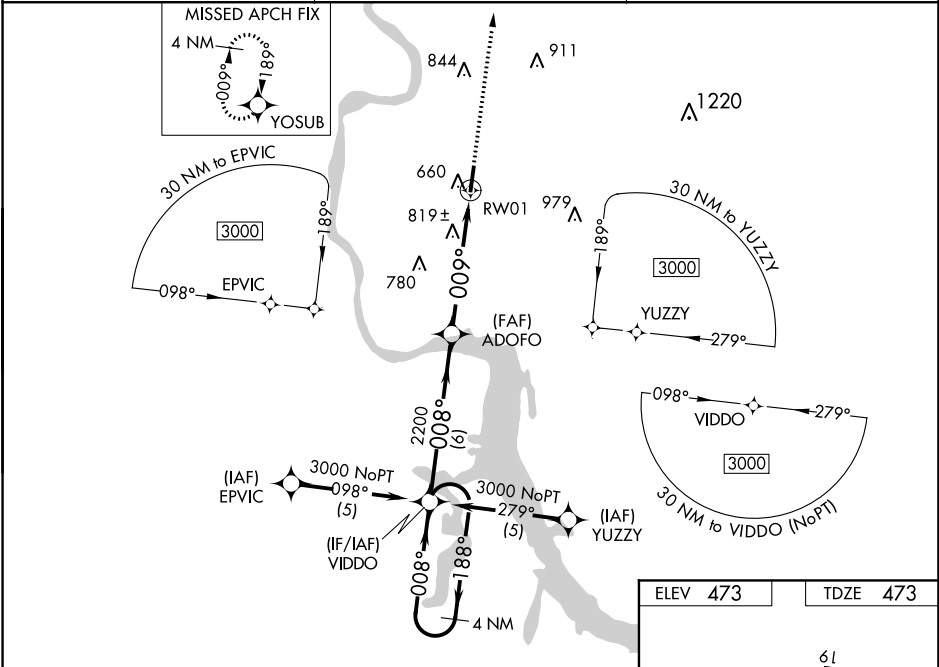 MISSED APCH FIX
4 NM
009°
189°
YOSUB
844
911
1220
30 NM to EPVIC
3000
189°
EPVIC
098°
660
RW01
819±
979
780
009°
30 NM to YUZZY
189°
3000
YUZZY
279°
(FAF)
ADOFO
2200
008°
(6)
098°
279°
VIDDO
3000
30 NM to VIDDO (NoPT)
(IAF)
EPVIC
3000 NoPT
098°
(5)
3000 NoPT
279°
(5)
(IAF)
YUZZY
(IF/IAF)
VIDDO
008°
188°
4 NM
ELEV 473
TDZE 473
19